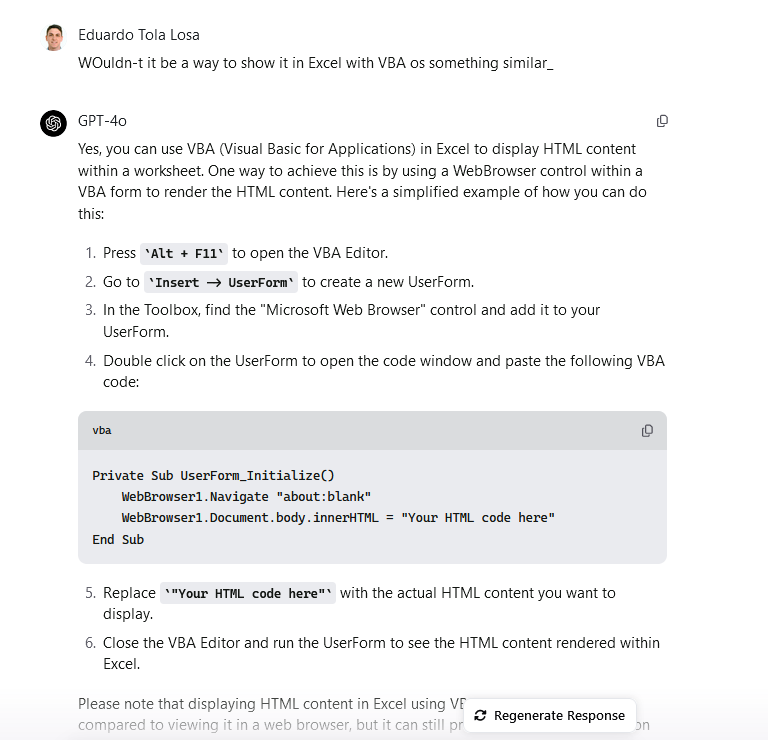 Eduardo Tola Losa
WOuldn-t it be a way to show it in Excel with VBA os something similar_
GPT-4o
Yes, you can use VBA (Visual Basic for Applications) in Excel to display HTML content
within a worksheet. One way to achieve this is by using a WebBrowser control within a
VBA form to render the HTML content. Here's a simplified example of how you can do
this:
1. Press `Alt + F11` to open the VBA Editor.
2. Go to `Insert -> UserForm` to create a new UserForm.
3. In the Toolbox, find the "Microsoft Web Browser" control and add it to your
UserForm.
4. Double click on the UserForm to open the code window and paste the following VBA
code:
vba
Private Sub UserForm_Initialize()
    WebBrowser1.Navigate "about:blank"
    WebBrowser1.Document.body.innerHTML = "Your HTML code here"
End Sub
5. Replace `"Your HTML code here"` with the actual HTML content you want to
display.
6. Close the VBA Editor and run the UserForm to see the HTML content rendered within
Excel.
Please note that displaying HTML content in Excel using
Regenerate Response
compared to viewing it in a web browser, but it can still